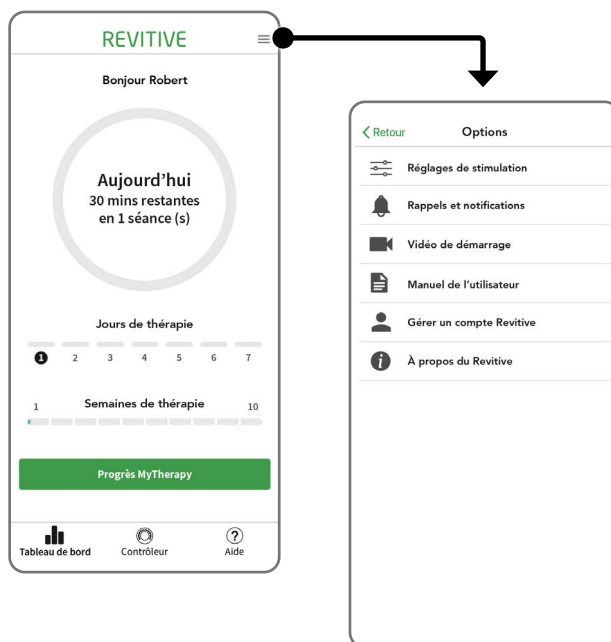 REVITIVE
Bonjour Robert
Aujourd’hui
30 mins restantes
en 1 séance (s)
Jours de thérapie
1 2 3 4 5 6 7
1 Semaines de thérapie 10
Progrès MyTherapy
Tableau de bord Contrôleur Aide
Retour Options
Réglages de stimulation
Rappels et notifications
Vidéo de démarrage
Manuel de l’utilisateur
Gérer un compte Revitive
À propos du Revitive